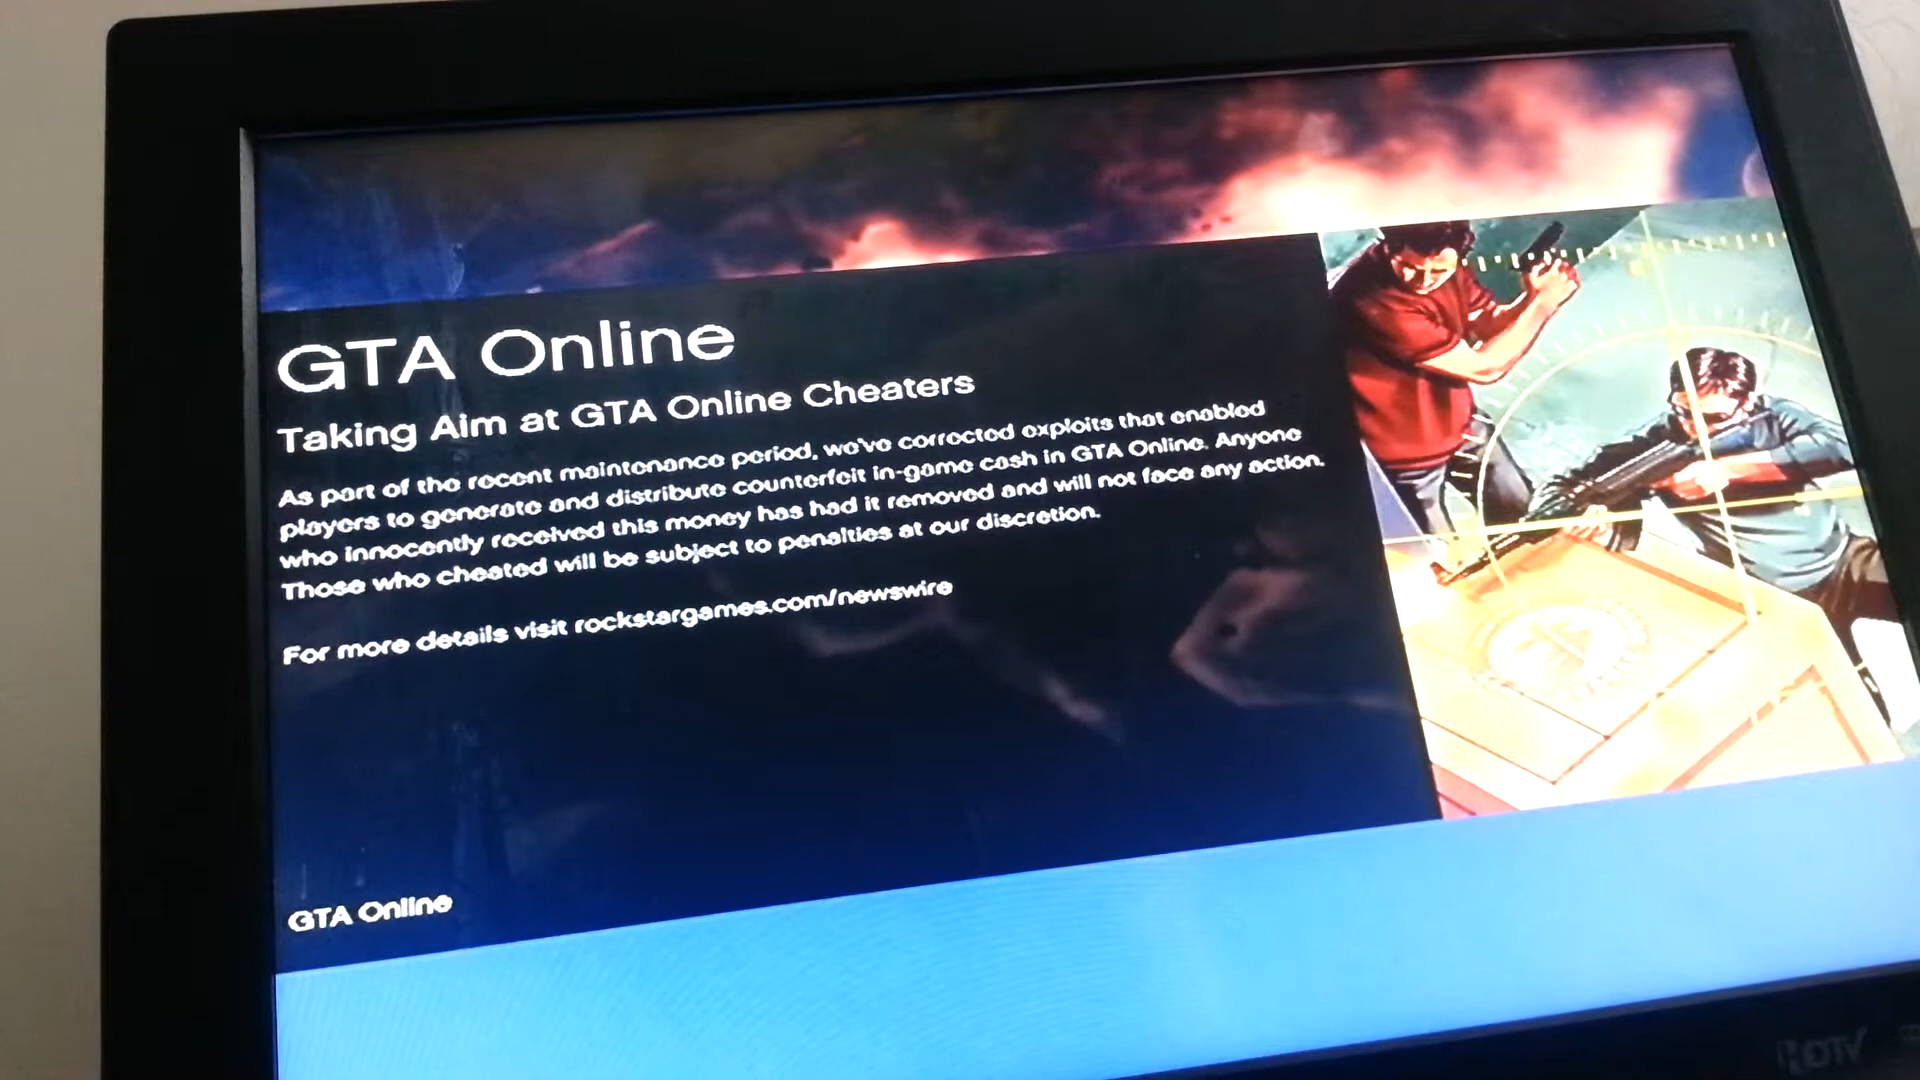 GTA Online
Taking Aim at GTA Online Cheaters
As part of the recent maintenance period, we've corrected exploits that enabled
players to generate and distribute counterfeit in-game cash in GTA Online. Anyone
who innocently received this money has had it removed and will not face any action.
Those who cheated will be subject to penalties at our discretion.
For more details visit rockstargames.com/newswire
GTA Online
HDTV